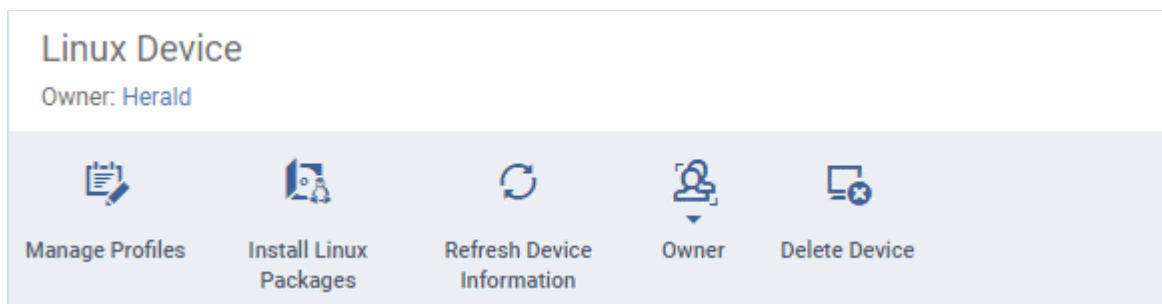 Linux Device
Owner: Herald
Manage Profiles
Install Linux
Packages
Refresh Device
Information
Owner
Delete Device